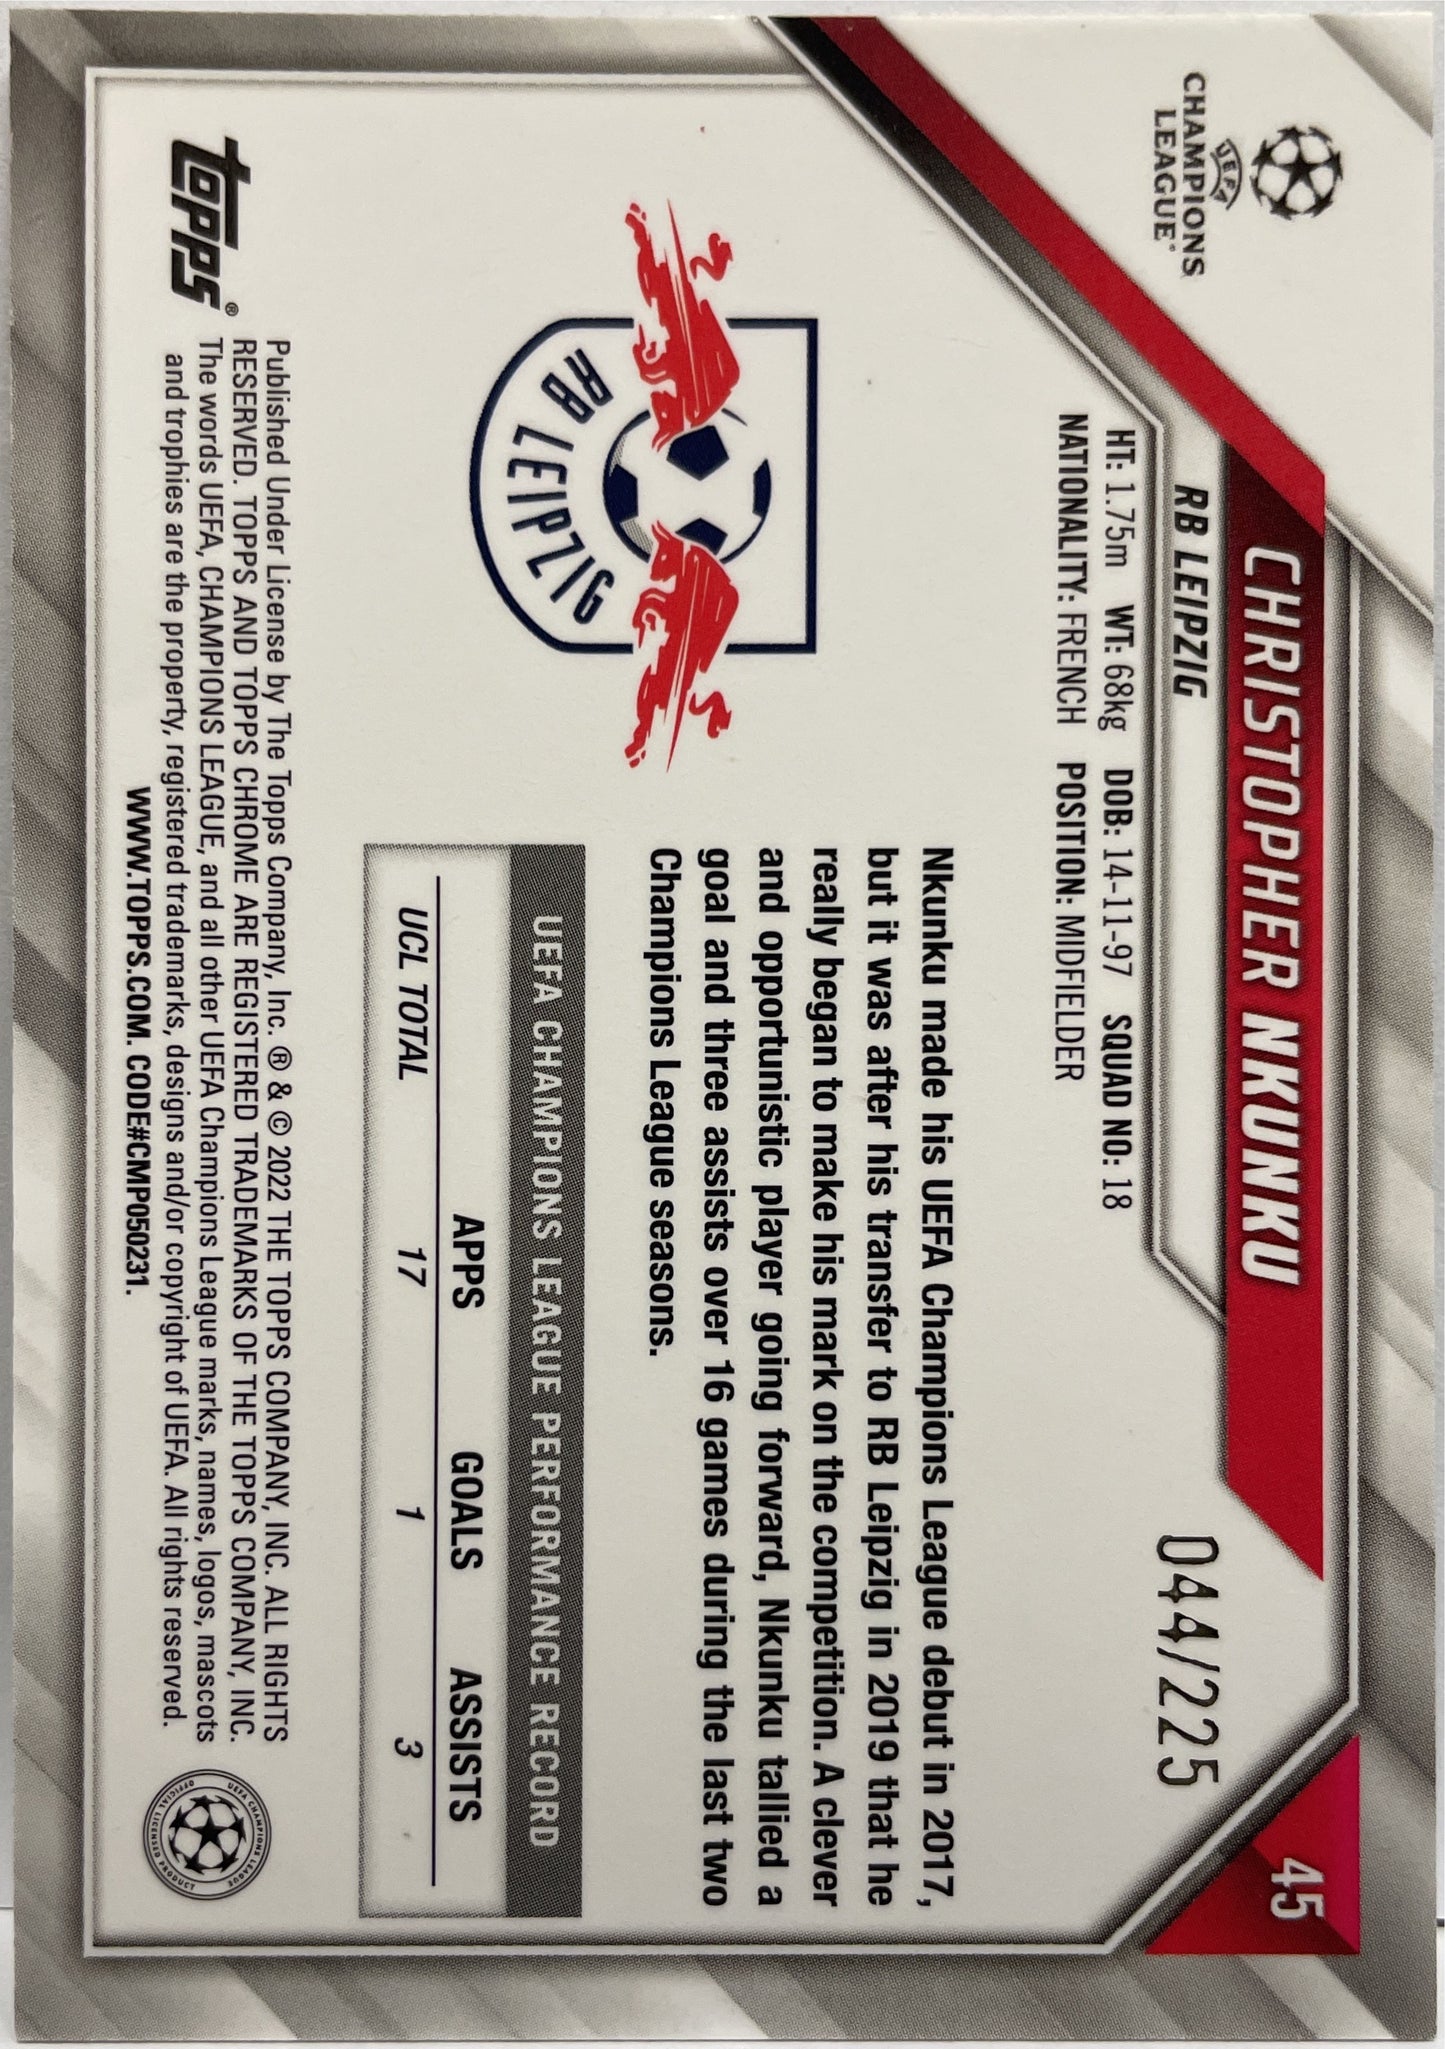 UEFA
CHAMPIONS
LEAGUE®
CHRISTOPHER NKUNKU
45
RB LEIPZIG
044/225
HT: 1.75m WT: 68kg DOB: 14-11-97 SQUAD NO: 18
NATIONALITY: FRENCH POSITION: MIDFIELDER
Nkunku made his UEFA Champions League debut in 2017,
but it was after his transfer to RB Leipzig in 2019 that he
really began to make his mark on the competition. A clever
and opportunistic player going forward, Nkunku tallied a
goal and three assists over 16 games during the last two
Champions League seasons.
RB LEIPZIG
UEFA CHAMPIONS LEAGUE PERFORMANCE RECORD
APPS GOALS ASSISTS
UCL TOTAL 17 1 3
topps®
Published Under License by The Topps Company, Inc. ® & © 2022 THE TOPPS COMPANY, INC. ALL RIGHTS
RESERVED. TOPPS AND TOPPS CHROME ARE REGISTERED TRADEMARKS OF THE TOPPS COMPANY, INC.
The words UEFA, CHAMPIONS LEAGUE, and all other UEFA Champions League marks, names, logos, mascots
and trophies are the property, registered trademarks, designs and/or copyright of UEFA. All rights reserved.
WWW.TOPPS.COM. CODE#CMP050231.
UEFA CHAMPIONS LEAGUE
OFFICIAL LICENSED PRODUCT